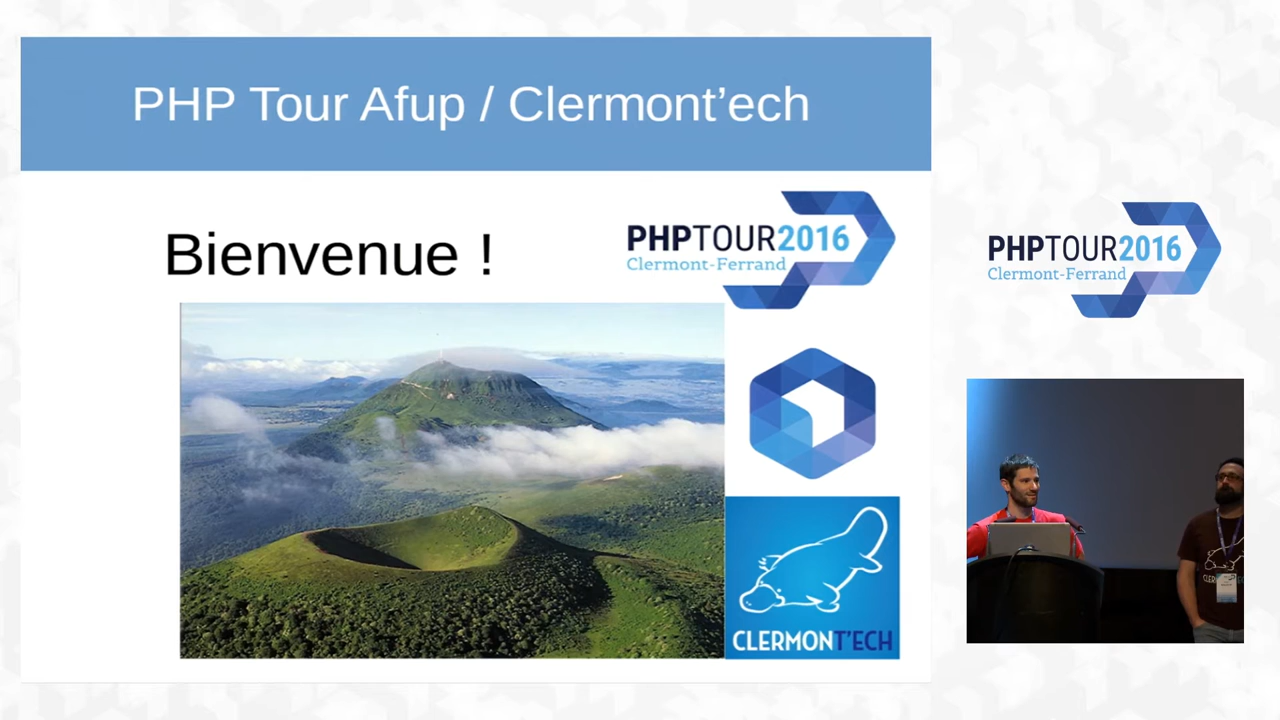 PHP Tour Afup / Clermont’ech
Bienvenue !
PHPTOUR2016
Clermont-Ferrand
CLERMONT'ECH
PHPTOUR2016
Clermont-Ferrand